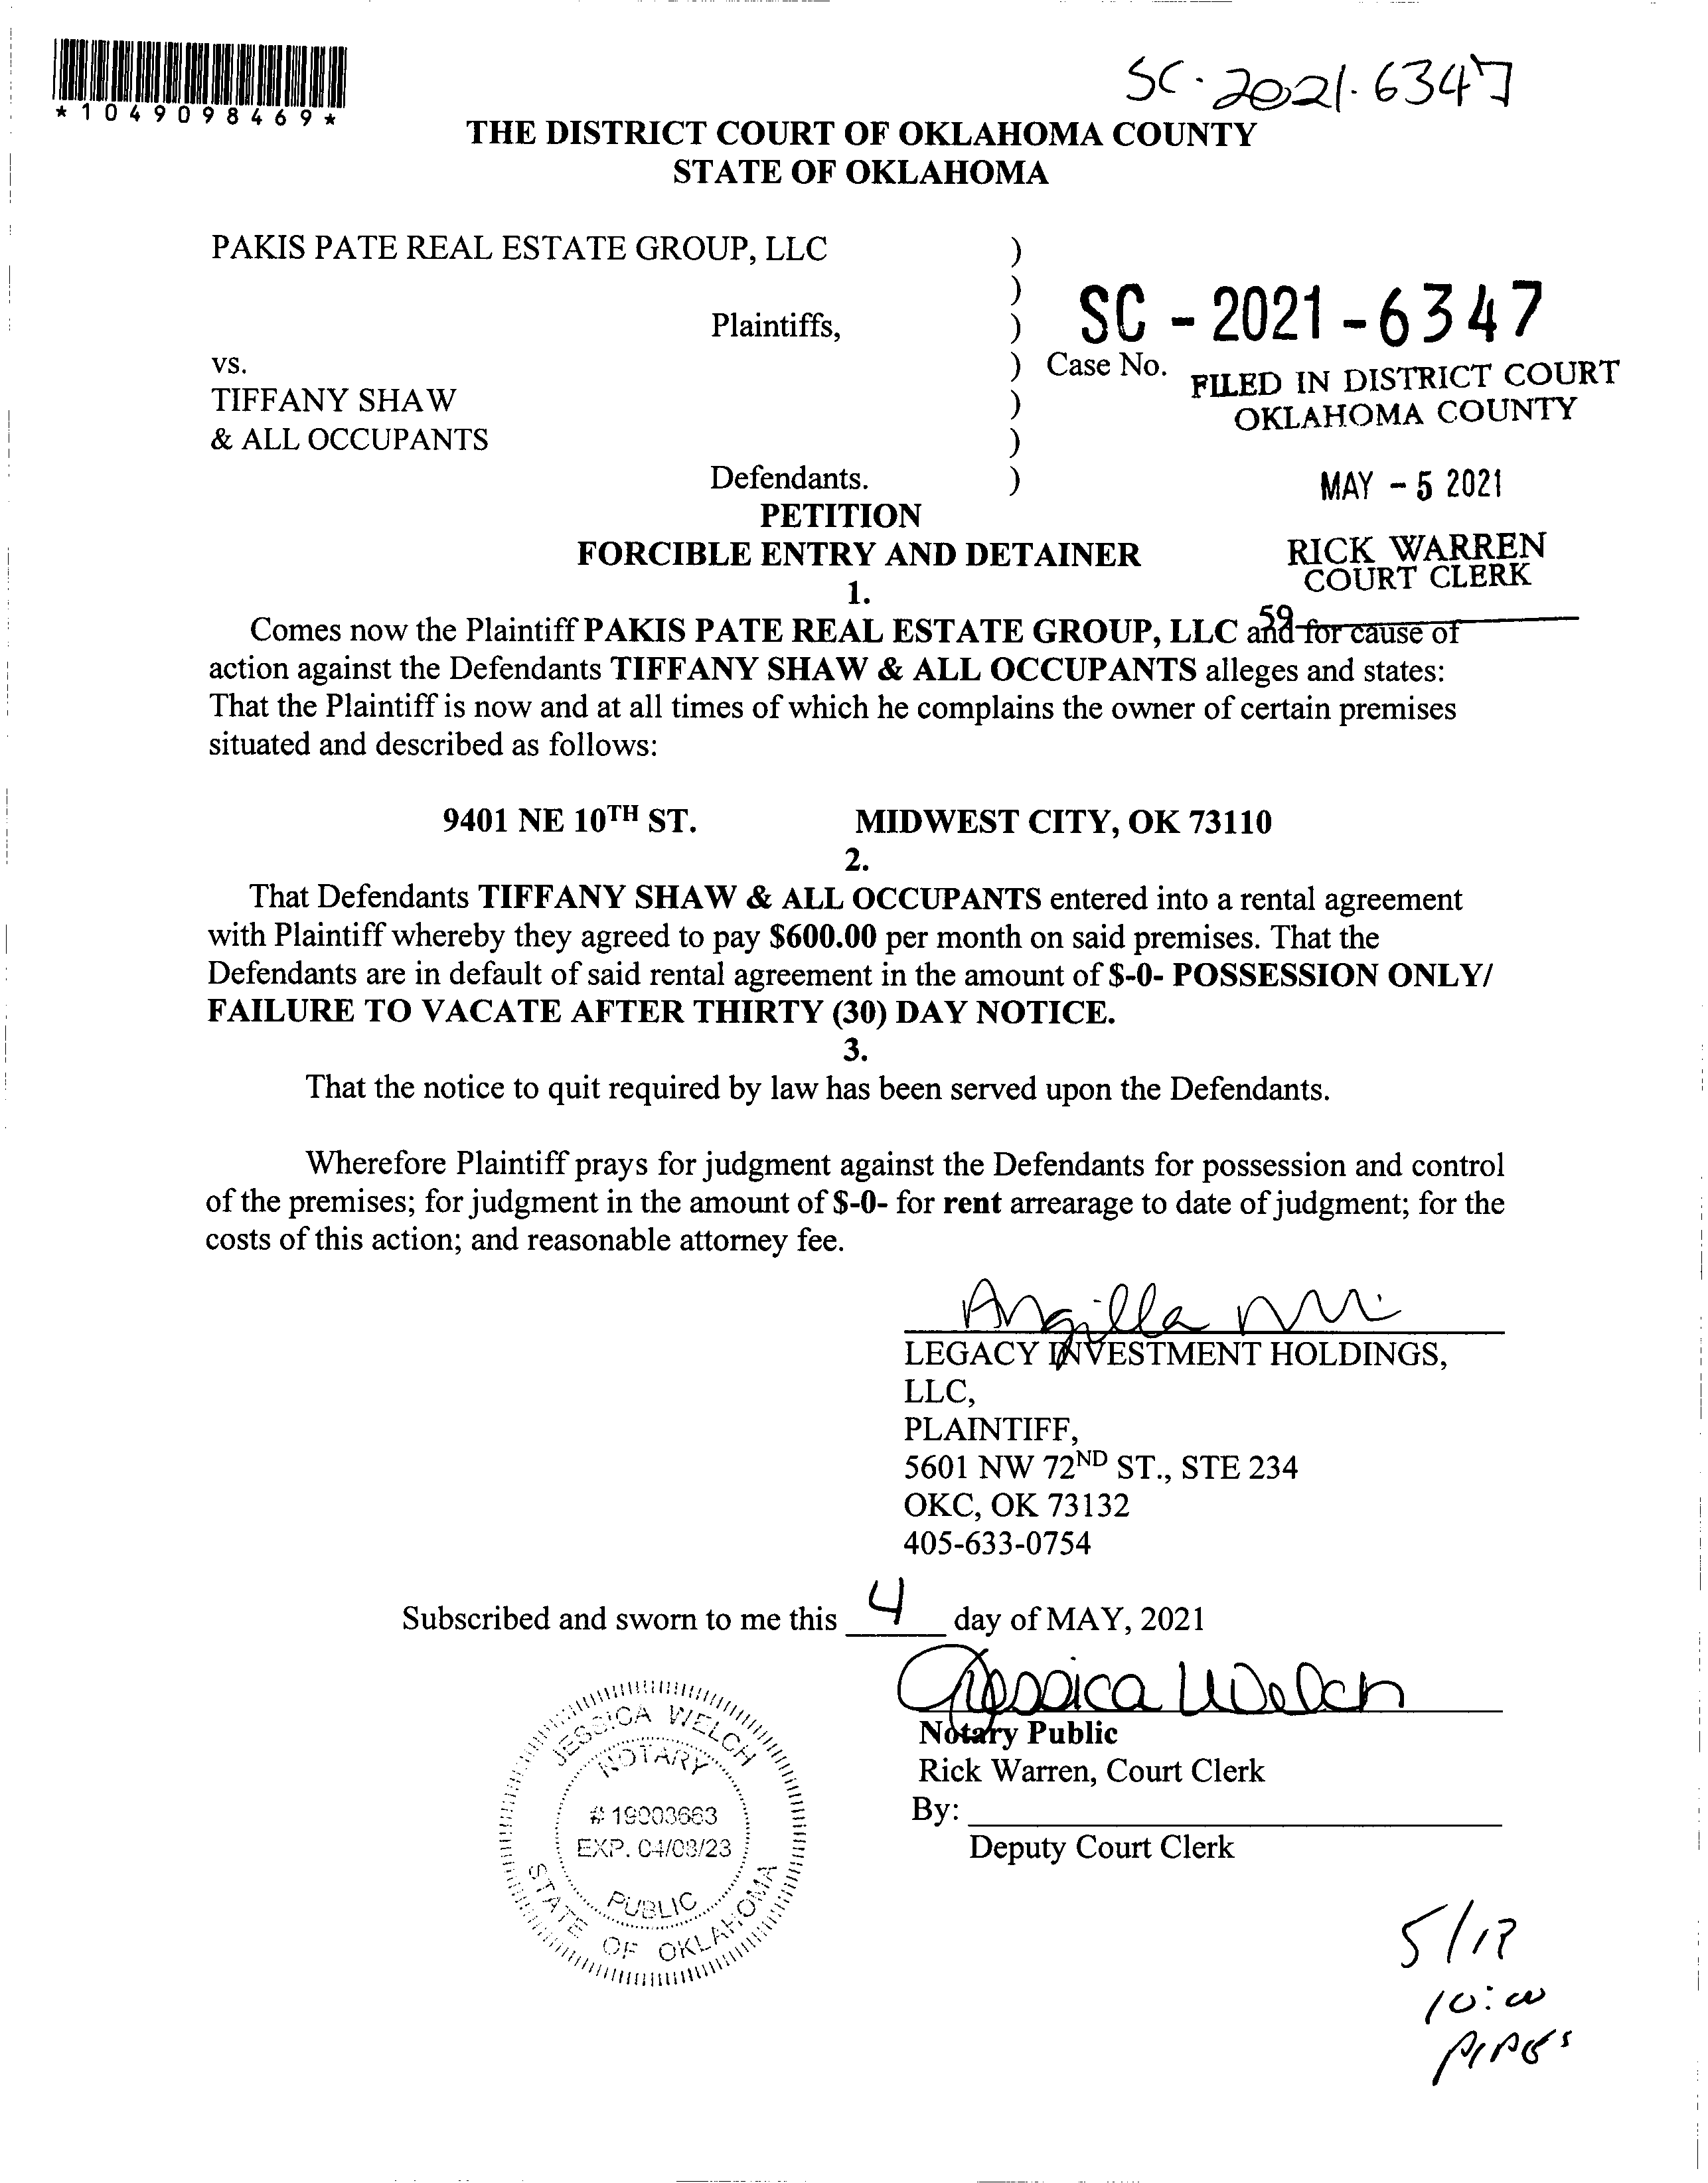 *1049098469*
SC-2021-6347
THE DISTRICT COURT OF OKLAHOMA COUNTY
STATE OF OKLAHOMA
PAKIS PATE REAL ESTATE GROUP, LLC )
)
SC - 2021 - 6347
Plaintiffs, )
vs. ) Case No.
FILED IN DISTRICT COURT
TIFFANY SHAW )
OKLAHOMA COUNTY
& ALL OCCUPANTS )
Defendants. )
MAY - 5 2021
PETITION
FORCIBLE ENTRY AND DETAINER
RICK WARREN
COURT CLERK
1.
59
Comes now the Plaintiff PAKIS PATE REAL ESTATE GROUP, LLC and for cause of
action against the Defendants TIFFANY SHAW & ALL OCCUPANTS alleges and states:
That the Plaintiff is now and at all times of which he complains the owner of certain premises
situated and described as follows:
9401 NE 10TH ST. MIDWEST CITY, OK 73110
2.
That Defendants TIFFANY SHAW & ALL OCCUPANTS entered into a rental agreement
with Plaintiff whereby they agreed to pay $600.00 per month on said premises. That the
Defendants are in default of said rental agreement in the amount of $-0- POSSESSION ONLY/
FAILURE TO VACATE AFTER THIRTY (30) DAY NOTICE.
3.
That the notice to quit required by law has been served upon the Defendants.
Wherefore Plaintiff prays for judgment against the Defendants for possession and control
of the premises; for judgment in the amount of $-0- for rent arrearage to date of judgment; for the
costs of this action; and reasonable attorney fee.
LEGACY INVESTMENT HOLDINGS,
LLC,
PLAINTIFF,
5601 NW 72ND ST., STE 234
OKC, OK 73132
405-633-0754
Subscribed and sworn to me this 4 day of MAY, 2021
Jessica Welch
Notary Public
Rick Warren, Court Clerk
By:
Deputy Court Clerk
JESSICA WELCH
NOTARY
# 19003663
EXP. 04/08/23
PUBLIC
STATE OF OKLAHOMA
10:00